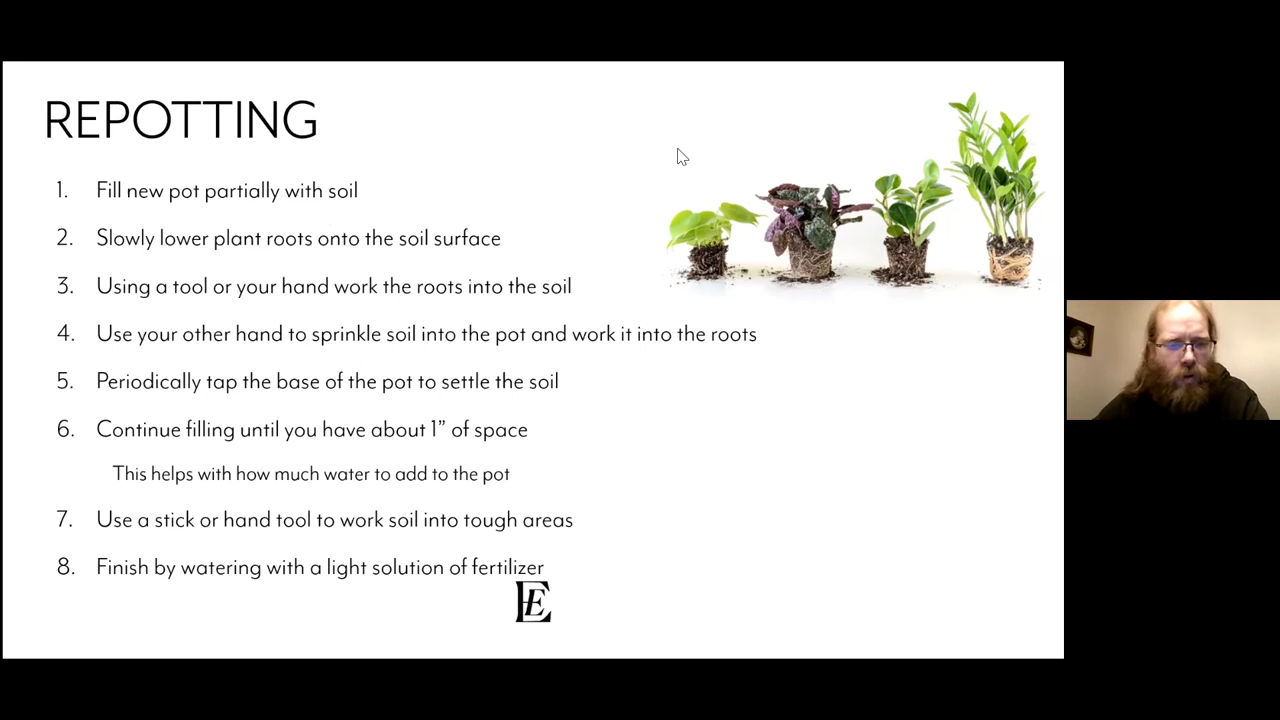 REPOTTING
1. Fill new pot partially with soil
2. Slowly lower plant roots onto the soil surface
3. Using a tool or your hand work the roots into the soil
4. Use your other hand to sprinkle soil into the pot and work it into the roots
5. Periodically tap the base of the pot to settle the soil
6. Continue filling until you have about 1” of space
This helps with how much water to add to the pot
7. Use a stick or hand tool to work soil into tough areas
8. Finish by watering with a light solution of fertilizer
E